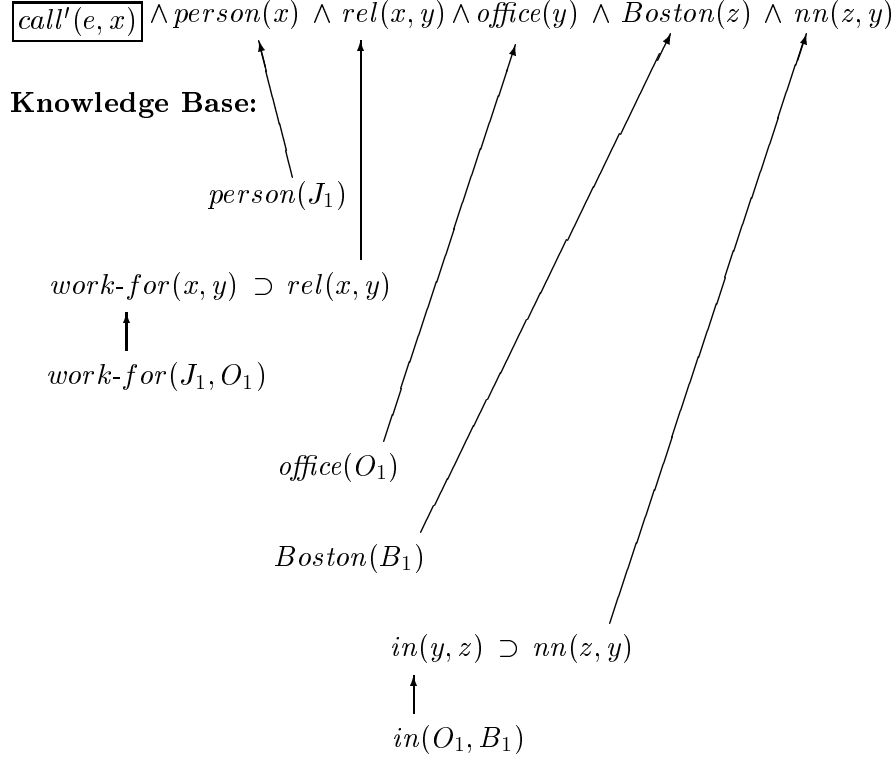 call′(e, x) ∧ person(x) ∧ rel(x, y) ∧ office(y) ∧ Boston(z) ∧ nn(z, y)
Knowledge Base:
person(J₁)
work-for(x, y) ⊃ rel(x, y)
work-for(J₁, O₁)
office(O₁)
Boston(B₁)
in(y, z) ⊃ nn(z, y)
in(O₁, B₁)